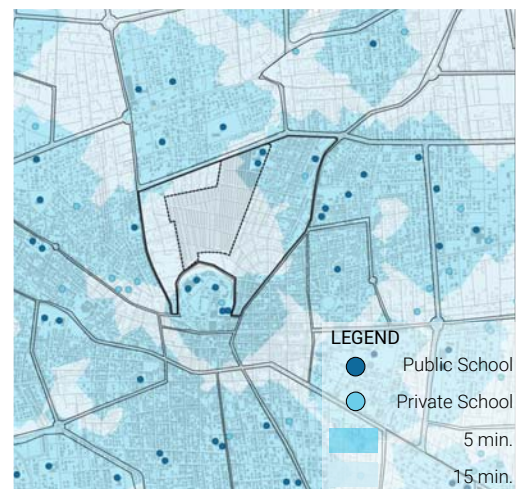 LEGEND
Public School
Private School
5 min.
15 min.